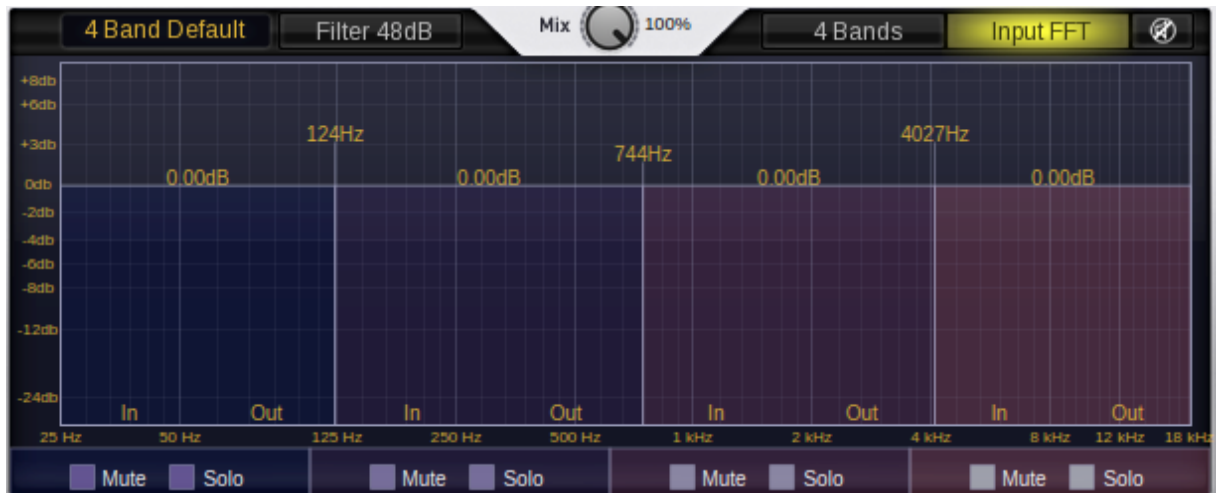 4 Band Default Filter 48dB Mix 100% 4 Bands Input FFT
+8db
+6db
124Hz 4027Hz
+3db
744Hz
0.00dB 0.00dB 0.00dB 0.00dB
0db
-2db
-4db
-6db
-8db
-12db
-24db
In Out In Out In Out In Out
25 Hz 50 Hz 125 Hz 250 Hz 500 Hz 1 kHz 2 kHz 4 kHz 8 kHz 12 kHz 18 kHz
Mute Solo Mute Solo Mute Solo Mute Solo